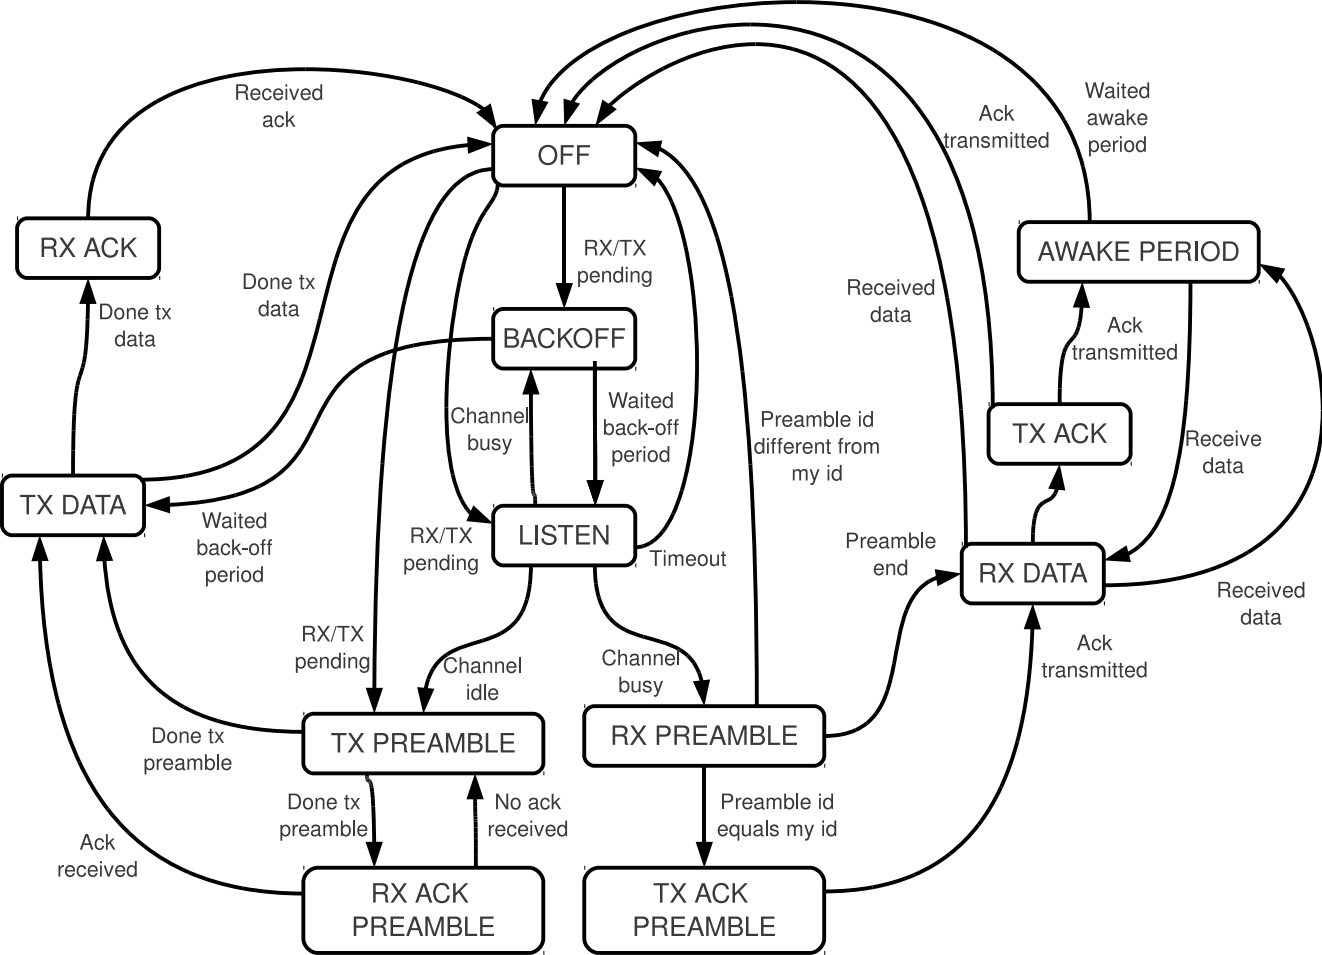 Received
ack
Waited
awake
period
Ack
transmitted
OFF
RX ACK
RX/TX
pending
AWAKE PERIOD
Done tx
data
Received
data
Done tx
data
BACKOFF
Ack
transmitted
Channel
busy
Waited
back-off
period
Preamble id
different from
my id
TX ACK
Receive
data
TX DATA
Waited
back-off
period
RX/TX
pending
LISTEN
Timeout
Preamble
end
RX DATA
Received
data
RX/TX
pending
Channel
idle
Channel
busy
Ack
transmitted
Done tx
preamble
TX PREAMBLE
RX PREAMBLE
Done tx
preamble
No ack
received
Preamble id
equals my id
Ack
received
RX ACK
PREAMBLE
TX ACK
PREAMBLE